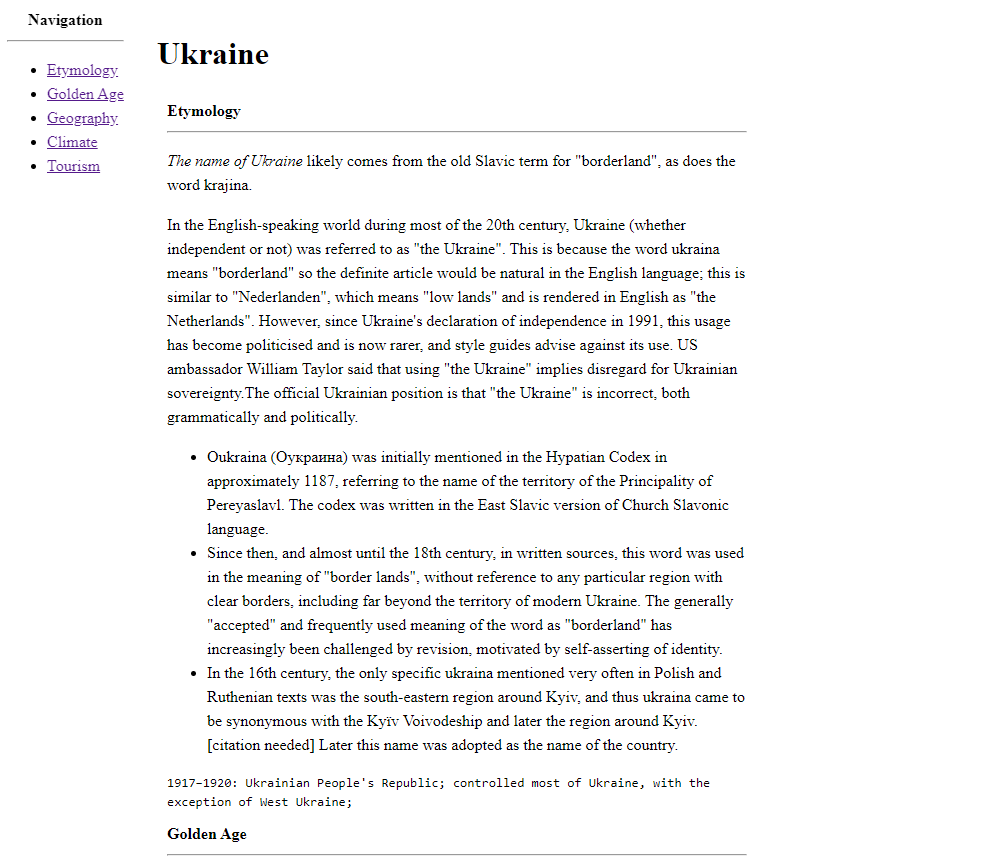 Navigation
Etymology
Golden Age
Geography
Climate
Tourism
Ukraine
Etymology
The name of Ukraine likely comes from the old Slavic term for "borderland", as does the
word krajina.
In the English-speaking world during most of the 20th century, Ukraine (whether
independent or not) was referred to as "the Ukraine". This is because the word ukraina
means "borderland" so the definite article would be natural in the English language; this is
similar to "Nederlanden", which means "low lands" and is rendered in English as "the
Netherlands". However, since Ukraine's declaration of independence in 1991, this usage
has become politicised and is now rarer, and style guides advise against its use. US
ambassador William Taylor said that using "the Ukraine" implies disregard for Ukrainian
sovereignty.The official Ukrainian position is that "the Ukraine" is incorrect, both
grammatically and politically.
Oukraina (Оукраина) was initially mentioned in the Hypatian Codex in
approximately 1187, referring to the name of the territory of the Principality of
Pereyaslavl. The codex was written in the East Slavic version of Church Slavonic
language.
Since then, and almost until the 18th century, in written sources, this word was used
in the meaning of "border lands", without reference to any particular region with
clear borders, including far beyond the territory of modern Ukraine. The generally
"accepted" and frequently used meaning of the word as "borderland" has
increasingly been challenged by revision, motivated by self-asserting of identity.
In the 16th century, the only specific ukraina mentioned very often in Polish and
Ruthenian texts was the south-eastern region around Kyiv, and thus ukraina came to
be synonymous with the Kyїv Voivodeship and later the region around Kyiv.
[citation needed] Later this name was adopted as the name of the country.
1917–1920: Ukrainian People's Republic; controlled most of Ukraine, with the
exception of West Ukraine;
Golden Age